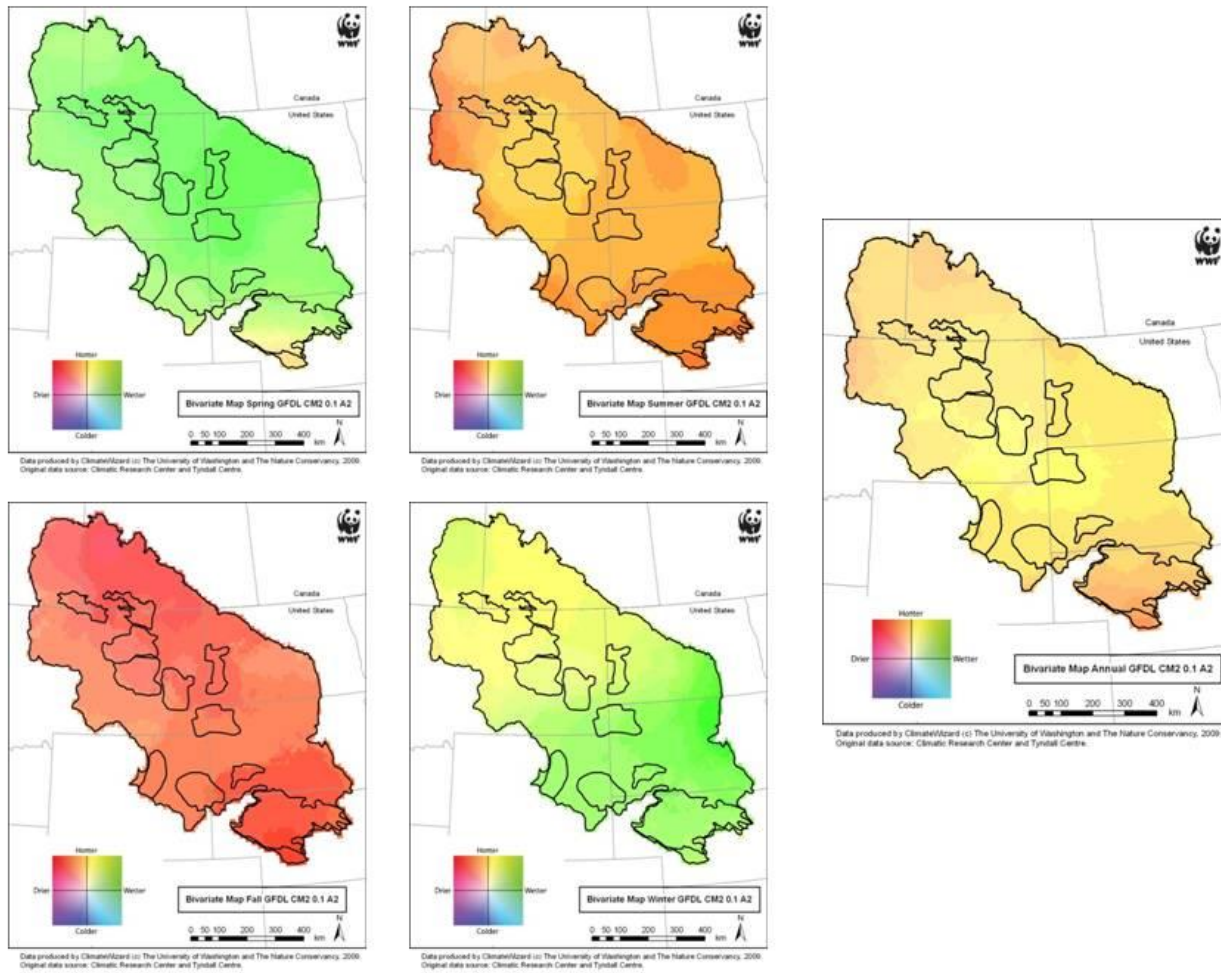 WWF
Canada
United States
Hotter
Drier
Wetter
Colder
Bivariate Map Spring GFDL CM2 0.1 A2
N
0 50 100 200 300 400
km
Data produced by ClimateWizard (c) The University of Washington and The Nature Conservancy, 2009.
Original data source: Climatic Research Center and Tyndall Centre.
WWF
Canada
United States
Hotter
Drier
Wetter
Colder
Bivariate Map Summer GFDL CM2 0.1 A2
N
0 50 100 200 300 400
km
Data produced by ClimateWizard (c) The University of Washington and The Nature Conservancy, 2009.
Original data source: Climatic Research Center and Tyndall Centre.
WWF
Canada
United States
Hotter
Drier
Wetter
Colder
Bivariate Map Annual GFDL CM2 0.1 A2
N
0 50 100 200 300 400
km
Data produced by ClimateWizard (c) The University of Washington and The Nature Conservancy, 2009.
Original data source: Climatic Research Center and Tyndall Centre.
WWF
Canada
United States
Hotter
Drier
Wetter
Colder
Bivariate Map Fall GFDL CM2 0.1 A2
N
0 50 100 200 300 400
km
Data produced by ClimateWizard (c) The University of Washington and The Nature Conservancy, 2009.
Original data source: Climatic Research Center and Tyndall Centre.
WWF
Canada
United States
Hotter
Drier
Wetter
Colder
Bivariate Map Winter GFDL CM2 0.1 A2
N
0 50 100 200 300 400
km
Data produced by ClimateWizard (c) The University of Washington and The Nature Conservancy, 2009.
Original data source: Climatic Research Center and Tyndall Centre.